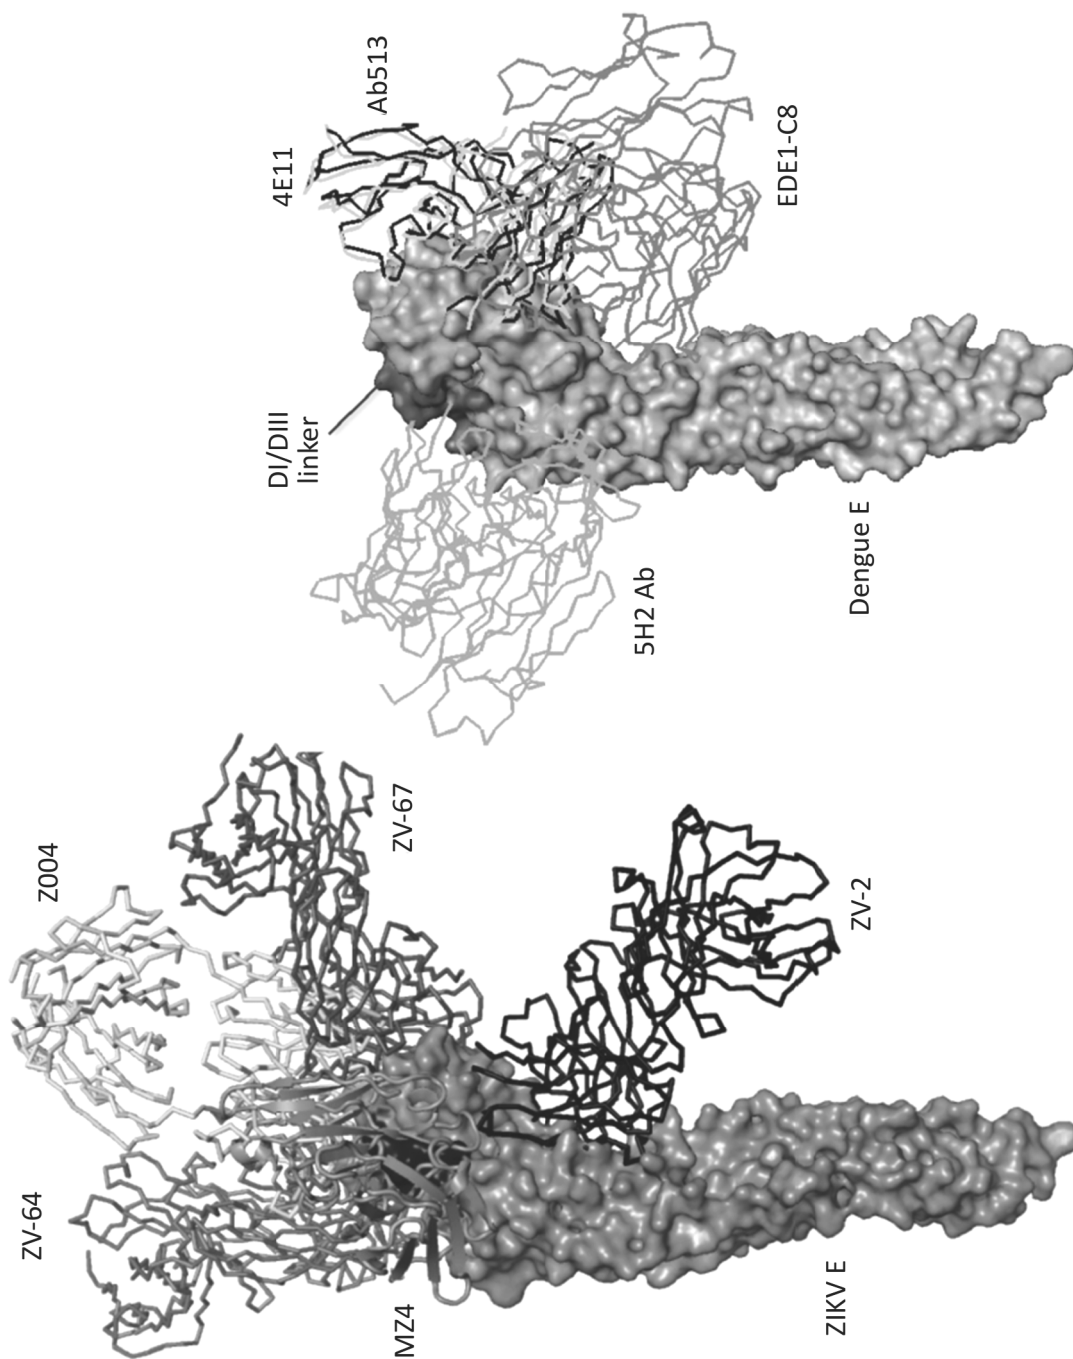 ZV-64
Z004
ZV-67
MZ4
ZV-2
ZIKV E
4E11
Ab513
DI/DIII
linker
EDE1-C8
5H2 Ab
Dengue E